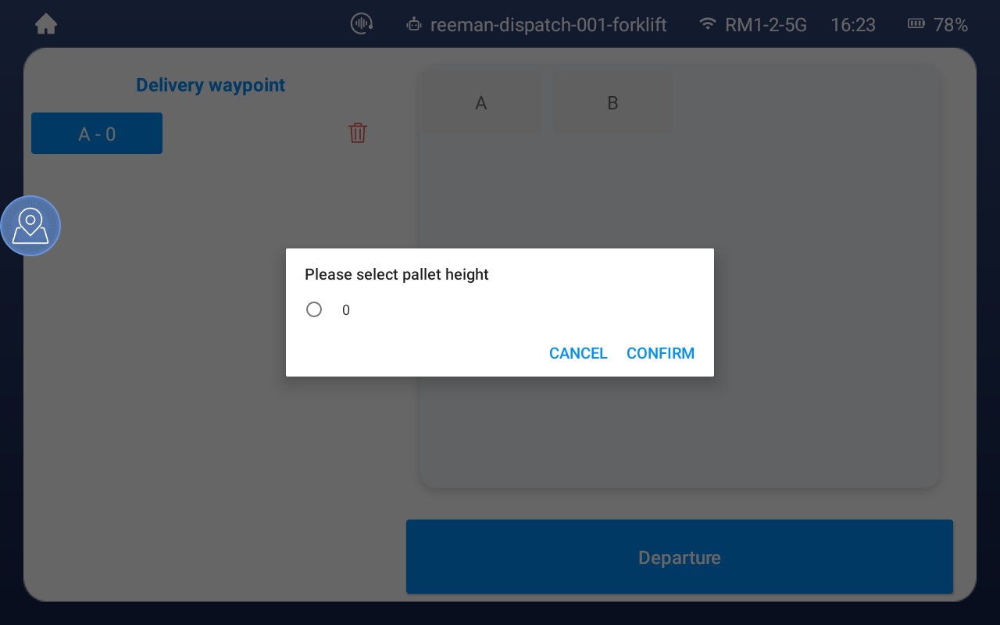 reeman-dispatch-001-forklift RM1-2-5G 16:23 78%
Delivery waypoint
A - 0
A B
Please select pallet height
0
CANCEL CONFIRM
Departure